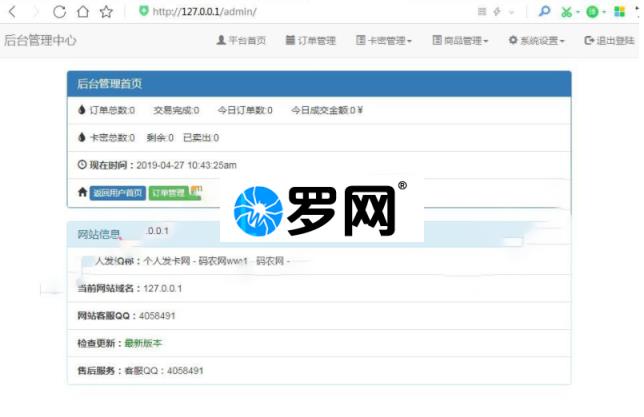 http://127.0.0.1/admin/
后台管理中心 平台首页 订单管理 卡密管理 商品管理 系统设置 退出登陆
后台管理首页
订单总数:0 交易完成:0 今日订单数:0 今日成交金额:0￥
卡密总数:0 剩余:0 已卖出:0
现在时间：2019-04-27 10:43:25am
返回用户首页 订单管理
罗网®
网站信息 .0.0.1
人发 个人发卡网 - 码农网 - 码农网 -
当前网站域名：127.0.0.1
网站客服QQ：4058491
检查更新：最新版本
售后服务：客服QQ：4058491